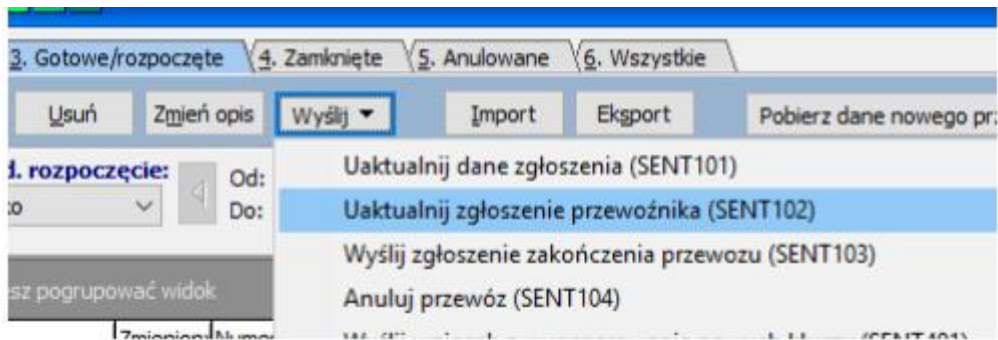 3. Gotowe/rozpoczęte 4. Zamknięte 5. Anulowane 6. Wszystkie
Usuń Zmień opis Wyślij Import Eksport Pobierz dane nowego
Uaktualnij dane zgłoszenia (SENT101)
rozpoczęcie: Od:
Uaktualnij zgłoszenie przewoźnika (SENT102)
Do:
Wyślij zgłoszenie zakończenia przewozu (SENT103)
pogrupować widok
Anuluj przewóz (SENT104)